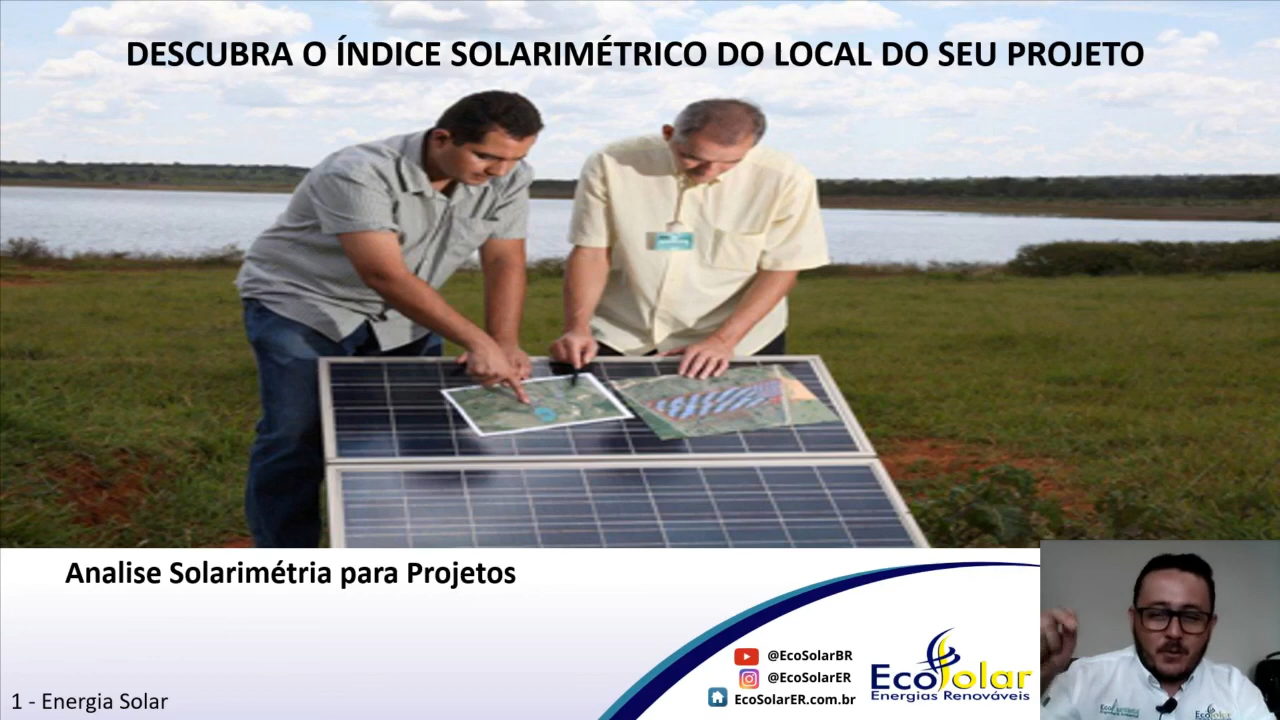 DESCUBRA O ÍNDICE SOLARIMÉTRICO DO LOCAL DO SEU PROJETO
Analise Solarimétria para Projetos
@EcoSolarBR
@EcoSolarER
EcoSolarER.com.br
EcoSolar
Energias Renováveis
1 - Energia Solar